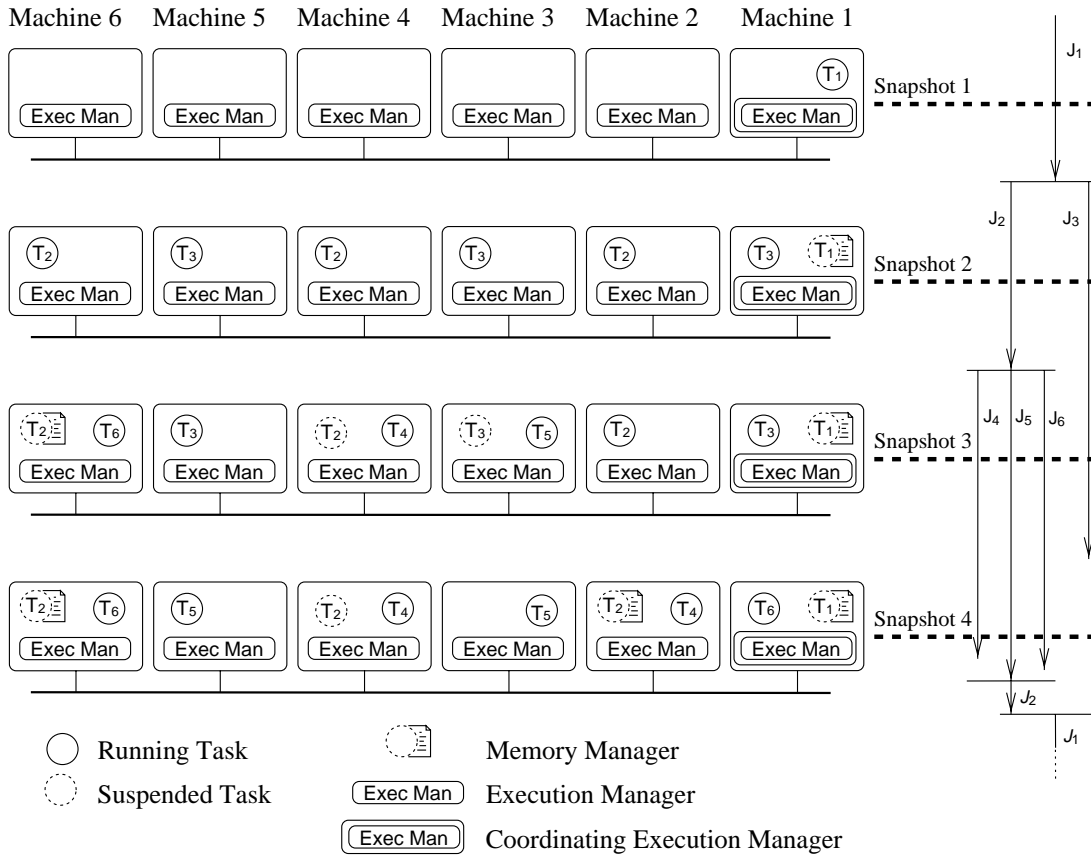 Machine 6 Machine 5 Machine 4 Machine 3 Machine 2 Machine 1
J1
T1
Snapshot 1
Exec Man Exec Man Exec Man Exec Man Exec Man Exec Man
J2 J3
T2 T3 T2 T3 T2 T3 T1
Snapshot 2
Exec Man Exec Man Exec Man Exec Man Exec Man Exec Man
J4 J5 J6
T2 T6 T3 T2 T4 T3 T5 T2 T3 T1
Snapshot 3
Exec Man Exec Man Exec Man Exec Man Exec Man Exec Man
T2 T6 T5 T2 T4 T5 T2 T4 T6 T1
Snapshot 4
Exec Man Exec Man Exec Man Exec Man Exec Man Exec Man
J2
J1
Running Task
Memory Manager
Suspended Task
Exec Man Execution Manager
Exec Man Coordinating Execution Manager